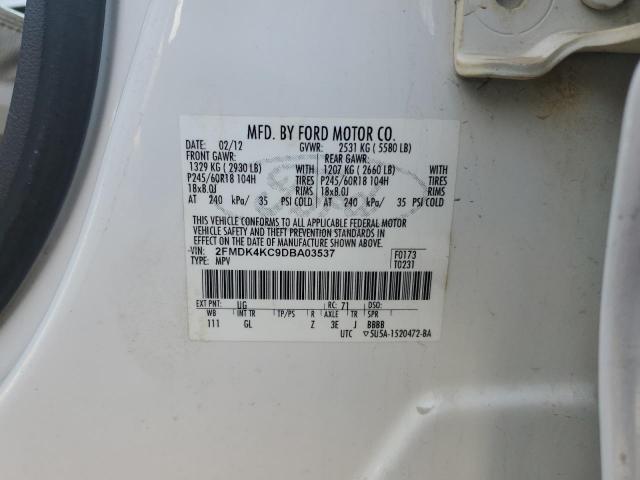 MFD. BY FORD MOTOR CO.
DATE: 02/12 GVWR: 2531 KG ( 5580 LB)
FRONT GAWR: REAR GAWR:
1329 KG ( 2930 LB) 1207 KG ( 2660 LB)
P245/60R18 104H TIRES P245/60R18 104H TIRES
18x8.0J RIMS 18x8.0J RIMS
AT 240 kPa/ 35 PSI COLD AT 240 kPa/ 35 PSI COLD
THIS VEHICLE CONFORMS TO ALL APPLICABLE FEDERAL MOTOR
VEHICLE SAFETY AND THEFT PREVENTION STANDARDS IN
EFFECT ON THE DATE OF MANUFACTURE SHOWN ABOVE.
VIN: 2FMDK4KC9DBA03537 F0173
TYPE: MPV T0231
EXT PNT: UG RC: 71 DSO:
WB INT TR TP/PS R AXLE TR SPR
111 GL Z 3E J BBBB
UTC ▽5U5A-1520472-BA